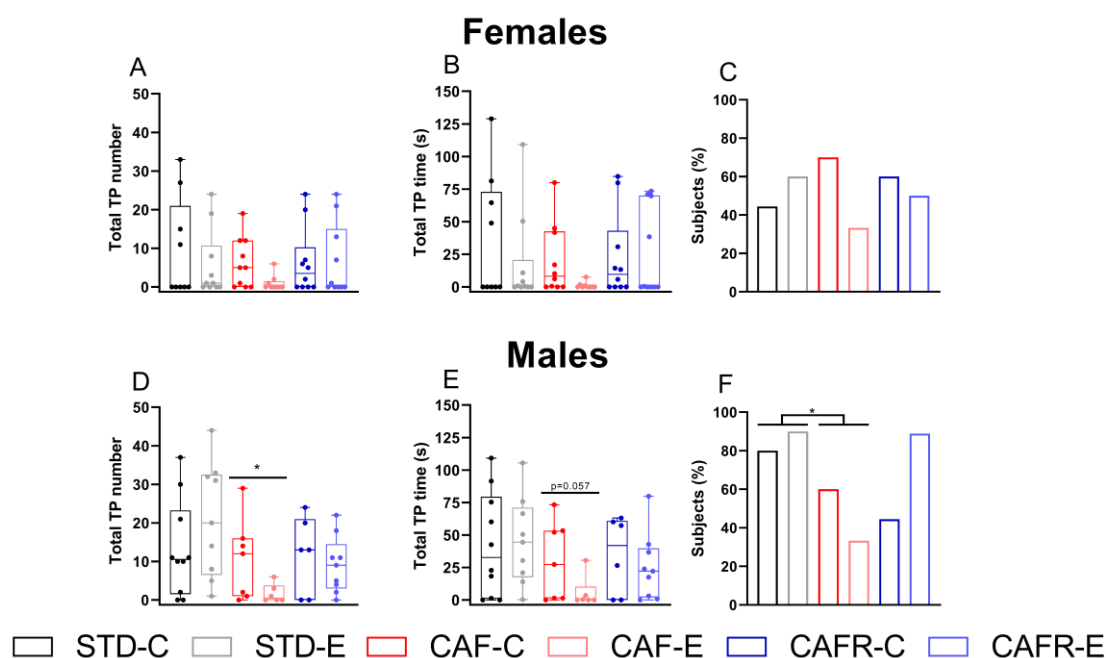 Females
A
Total TP number
50
40
30
20
10
0
B
Total TP time (s)
150
125
100
75
50
25
0
C
Subjects (%)
100
80
60
40
20
0
Males
D
Total TP number
50
40
30
20
10
0
*
E
Total TP time (s)
150
125
100
75
50
25
0
p=0.057
F
Subjects (%)
100
80
60
40
20
0
*
STD-C STD-E CAF-C CAF-E CAFR-C CAFR-E